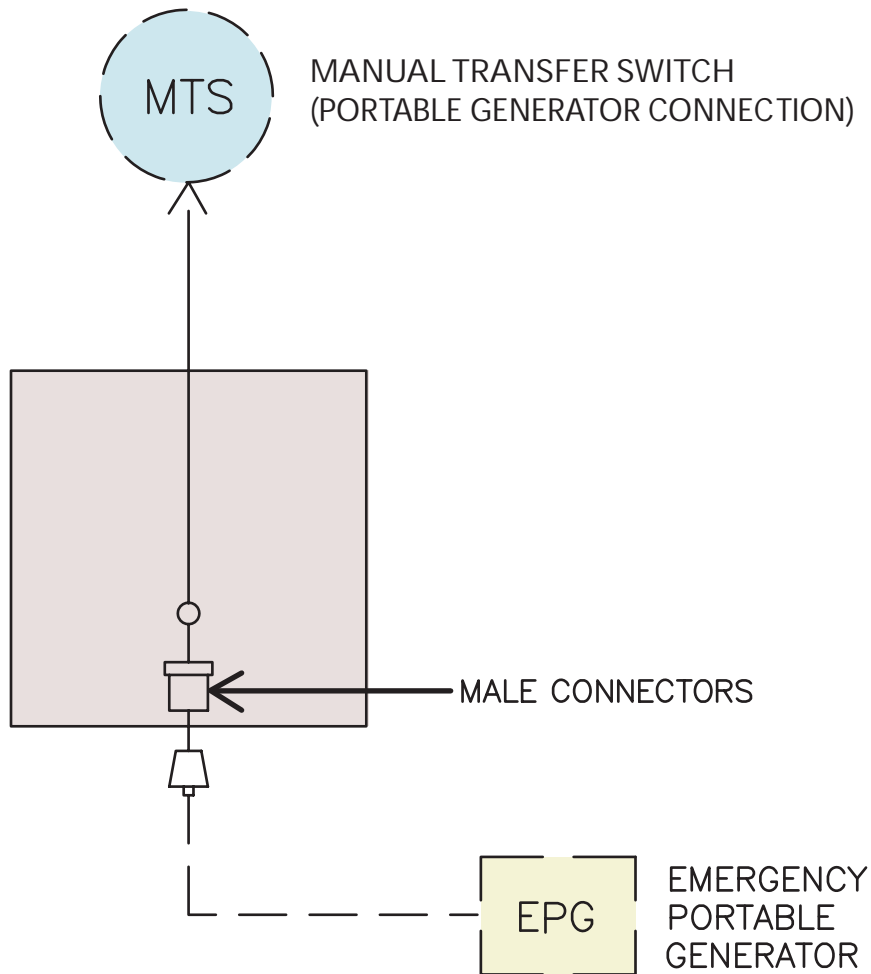 MTS
MANUAL TRANSFER SWITCH
(PORTABLE GENERATOR CONNECTION)
MALE CONNECTORS
EPG
EMERGENCY
PORTABLE
GENERATOR